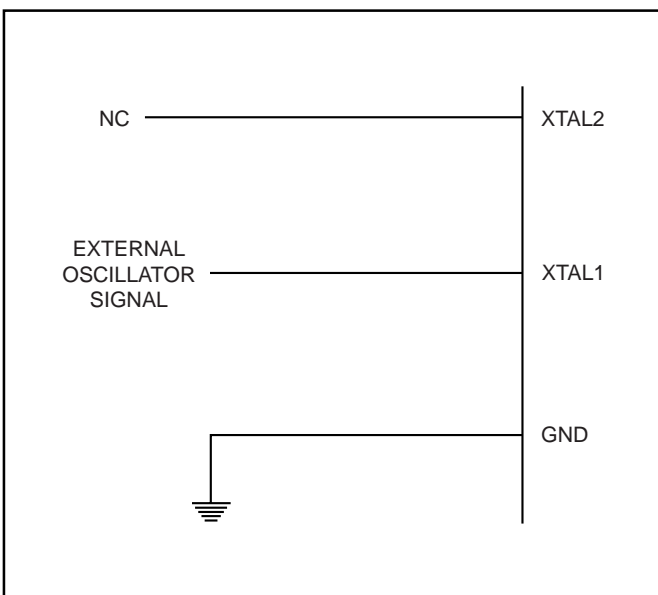 NC
XTAL2
EXTERNAL
OSCILLATOR
SIGNAL
XTAL1
GND